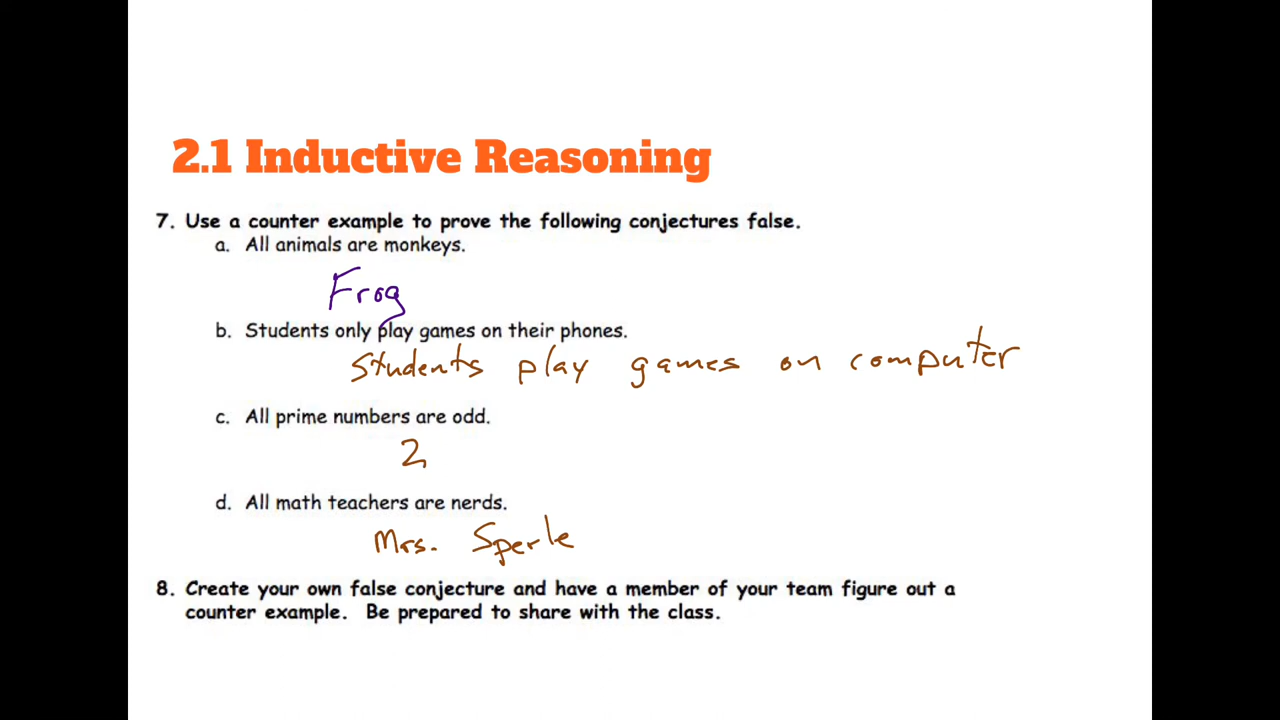 2.1 Inductive Reasoning
7. Use a counter example to prove the following conjectures false.
a. All animals are monkeys.
Frog
b. Students only play games on their phones.
Students play games on computer
c. All prime numbers are odd.
2
d. All math teachers are nerds.
Mrs. Sperle
8. Create your own false conjecture and have a member of your team figure out a
counter example. Be prepared to share with the class.